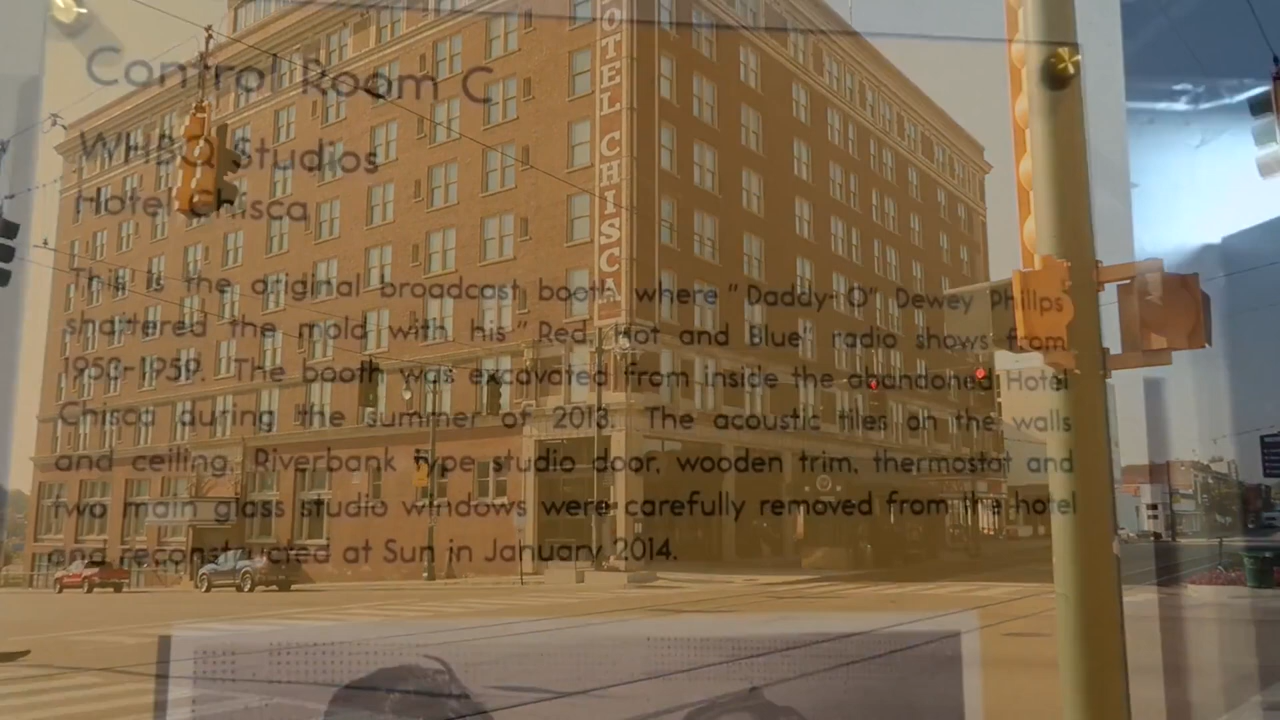 Control Room C
HOTEL CHISCA
WHBQ Studios
Hotel Chisca
This is the original broadcast booth where "Daddy-O" Dewey Phillps
shattered the mold with his "Red, Hot and Blue" radio shows from
1953-1959. The booth was excavated from inside the abandoned Hotel
Chisca during the summer of 2013. The acoustic tiles on the walls
and ceiling, Riverbank type studio door, wooden trim, thermostat and
two main glass studio windows were carefully removed from the hotel
and reconstructed at Sun in January 2014.